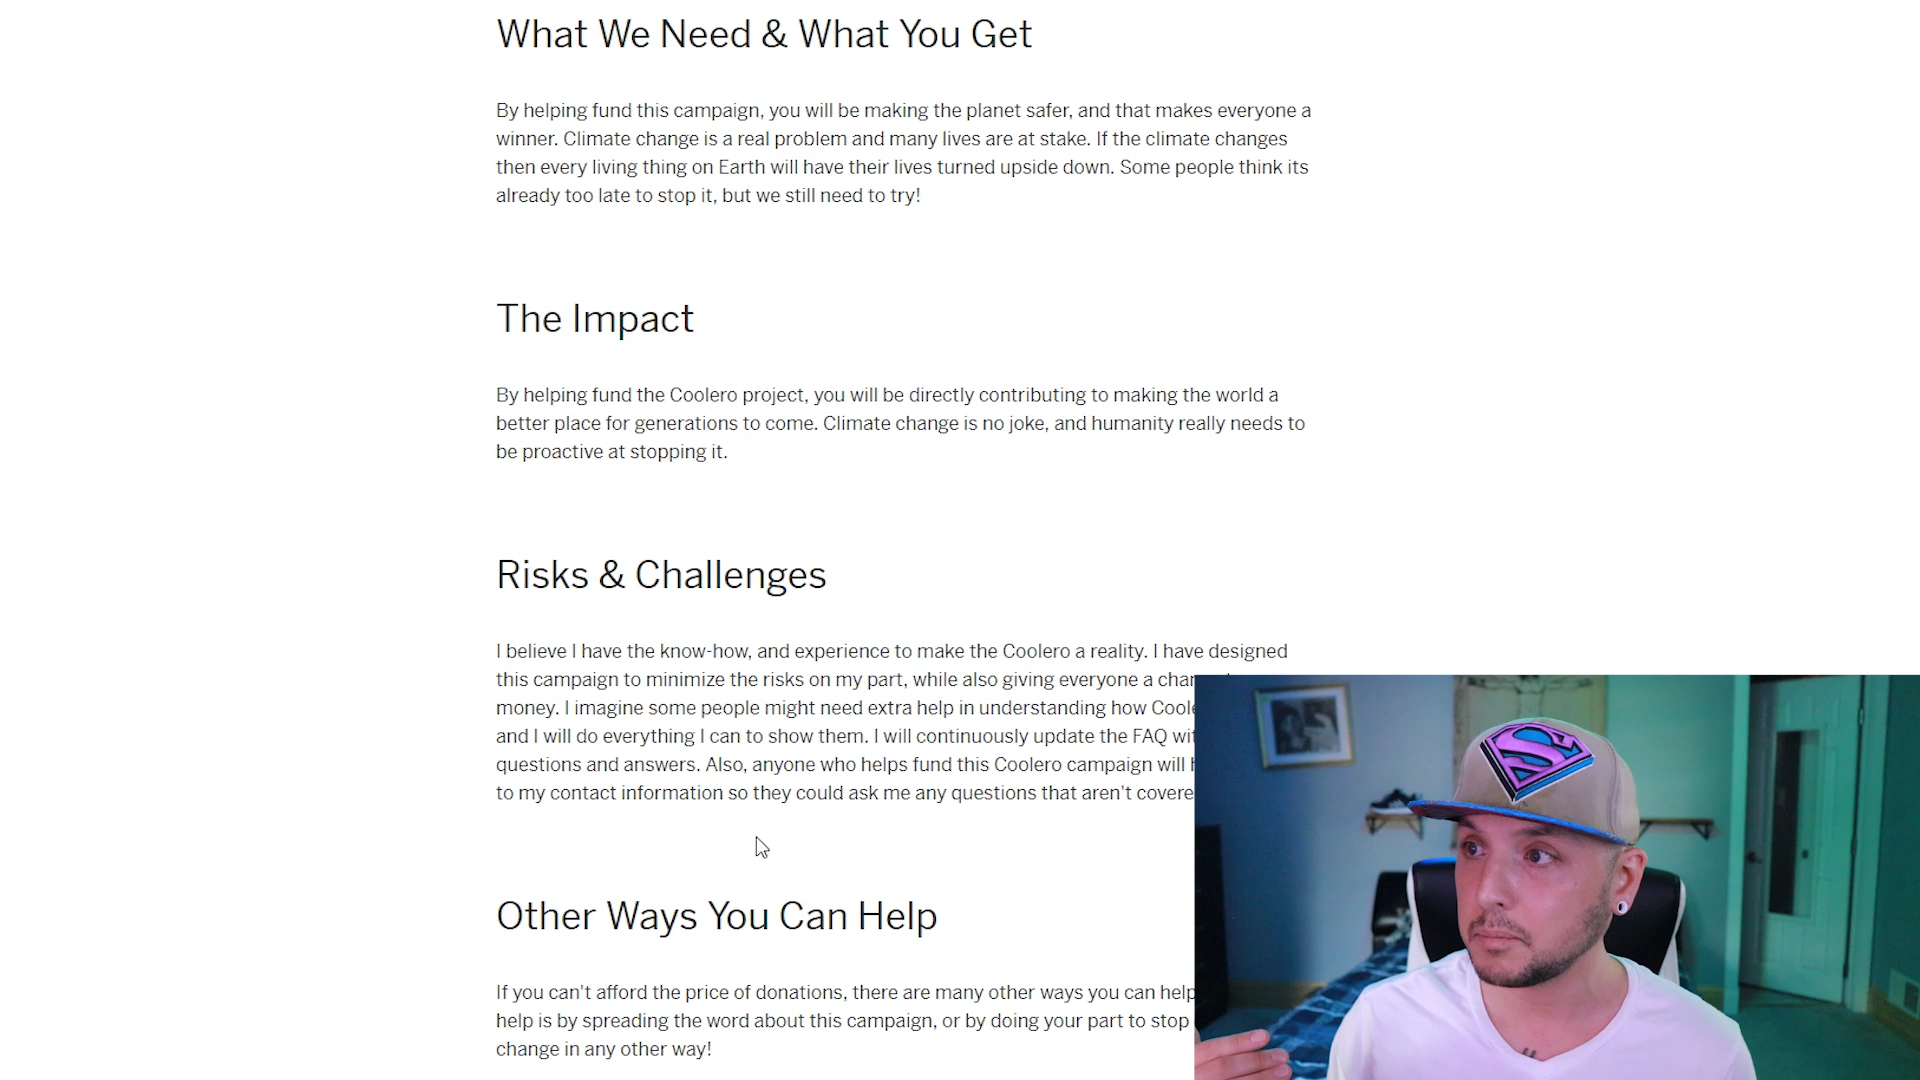 What We Need & What You Get
By helping fund this campaign, you will be making the planet safer, and that makes everyone a
winner. Climate change is a real problem and many lives are at stake. If the climate changes
then every living thing on Earth will have their lives turned upside down. Some people think its
already too late to stop it, but we still need to try!
The Impact
By helping fund the Coolero project, you will be directly contributing to making the world a
better place for generations to come. Climate change is no joke, and humanity really needs to
be proactive at stopping it.
Risks & Challenges
I believe I have the know-how, and experience to make the Coolero a reality. I have designed
this campaign to minimize the risks on my part, while also giving everyone a
money. I imagine some people might need extra help in understanding how
and I will do everything I can to show them. I will continuously update the FAQ
questions and answers. Also, anyone who helps fund this Coolero campaign will
to my contact information so they could ask me any questions that aren't
Other Ways You Can Help
If you can't afford the price of donations, there are many other ways you can help
help is by spreading the word about this campaign, or by doing your part to stop
change in any other way!
S